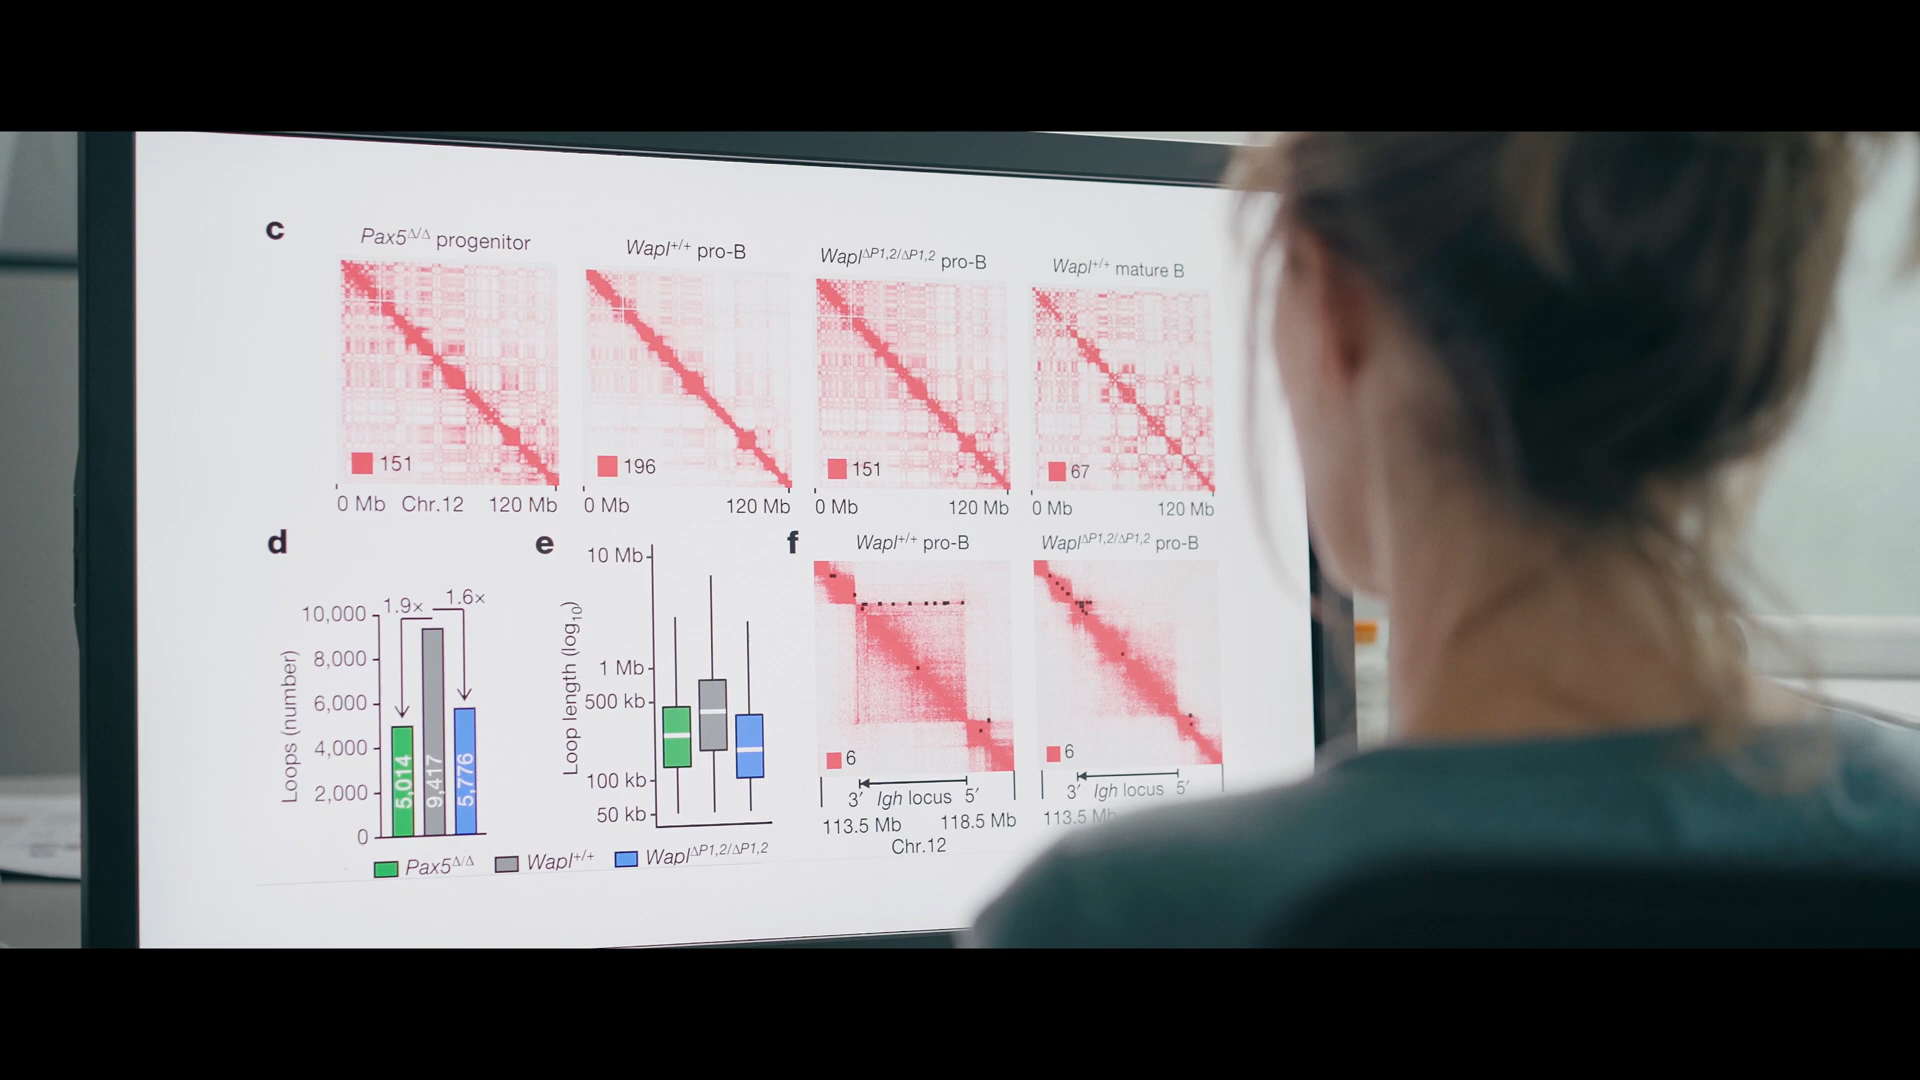 c
Pax5Δ/Δ progenitor
Wapl+/+ pro-B
WaplΔP1,2/ΔP1,2 pro-B
Wapl+/+ mature B
151
196
151
67
0 Mb Chr.12 120 Mb
0 Mb 120 Mb
0 Mb 120 Mb
0 Mb 120 Mb
d
Loops (number)
10,000
8,000
6,000
4,000
2,000
0
1.9×
1.6×
5,014
9,417
5,776
Pax5Δ/Δ
Wapl+/+
WaplΔP1,2/ΔP1,2
e
Loop length (log10)
10 Mb
1 Mb
500 kb
100 kb
50 kb
f
Wapl+/+ pro-B
WaplΔP1,2/ΔP1,2 pro-B
6
6
3′ Igh locus 5′
3′ Igh locus 5′
113.5 Mb 118.5 Mb
113.5 Mb
Chr.12